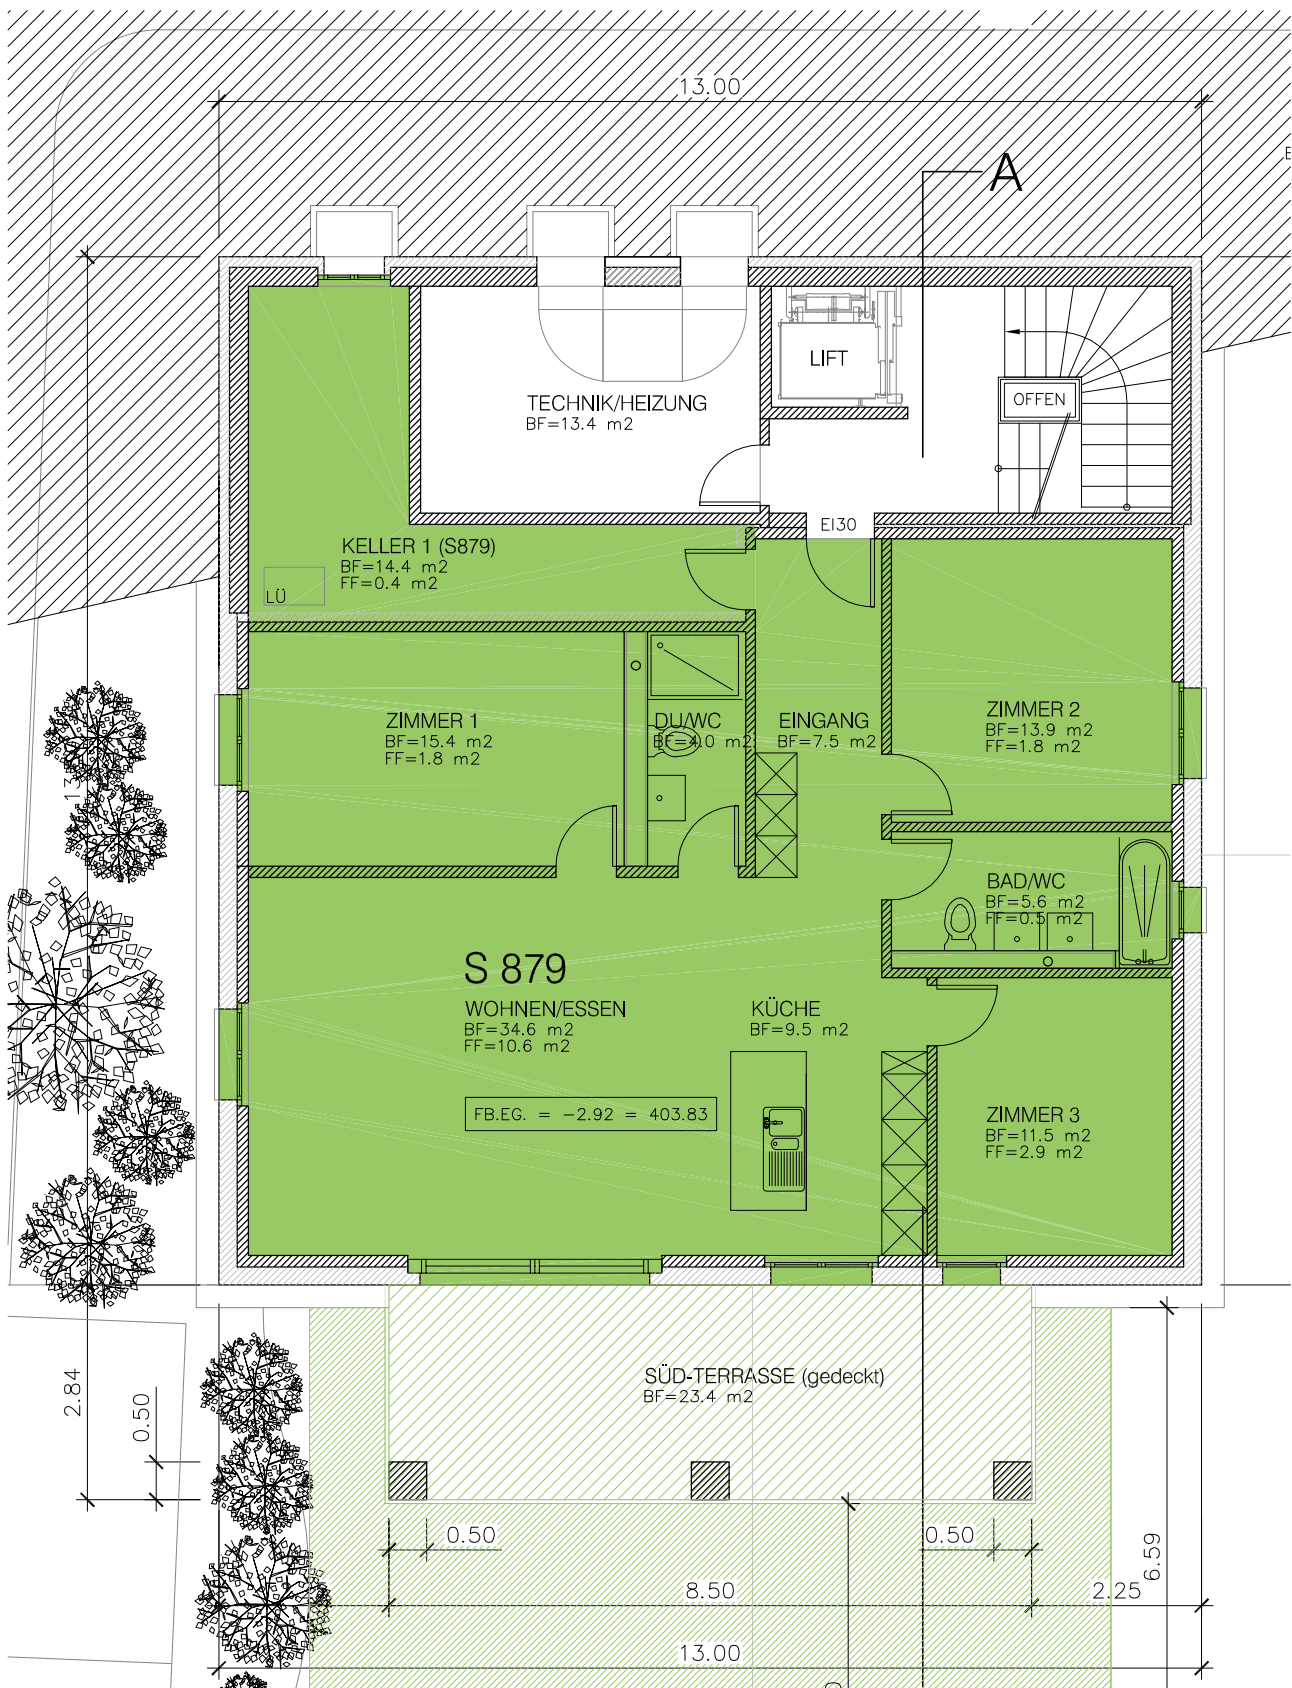 13.00
A
LIFT
OFFEN
TECHNIK/HEIZUNG
BF=13.4 m2
EI30
KELLER 1 (S879)
BF=14.4 m2
FF=0.4 m2
LÜ
ZIMMER 1
BF=15.4 m2
FF=1.8 m2
DU/WC
BF=4.0 m2
EINGANG
BF=7.5 m2
ZIMMER 2
BF=13.9 m2
FF=1.8 m2
BAD/WC
BF=5.6 m2
FF=0.5 m2
S 879
WOHNEN/ESSEN
BF=34.6 m2
FF=10.6 m2
KÜCHE
BF=9.5 m2
FB.EG. = -2.92 = 403.83
ZIMMER 3
BF=11.5 m2
FF=2.9 m2
SÜD-TERRASSE (gedeckt)
BF=23.4 m2
2.84
0.50
0.50
0.50
6.59
8.50
2.25
13.00